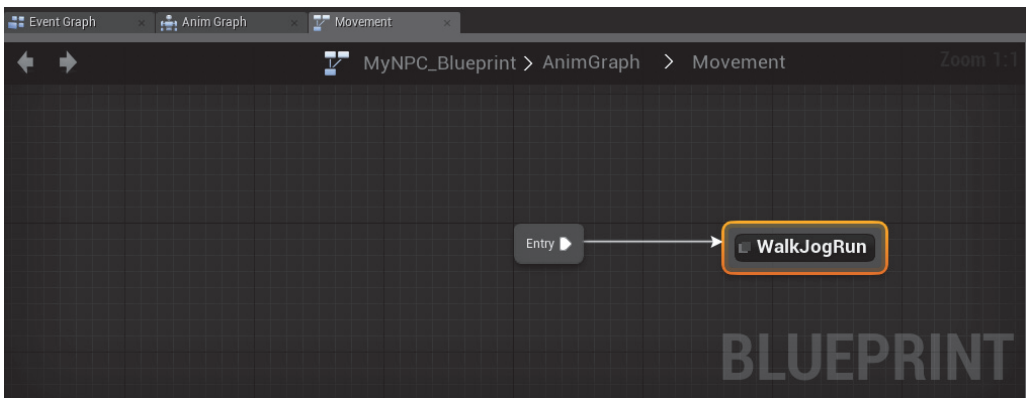 Event Graph Anim Graph Movement
MyNPC_Blueprint > AnimGraph > Movement Zoom 1:1
Entry WalkJogRun
BLUEPRINT